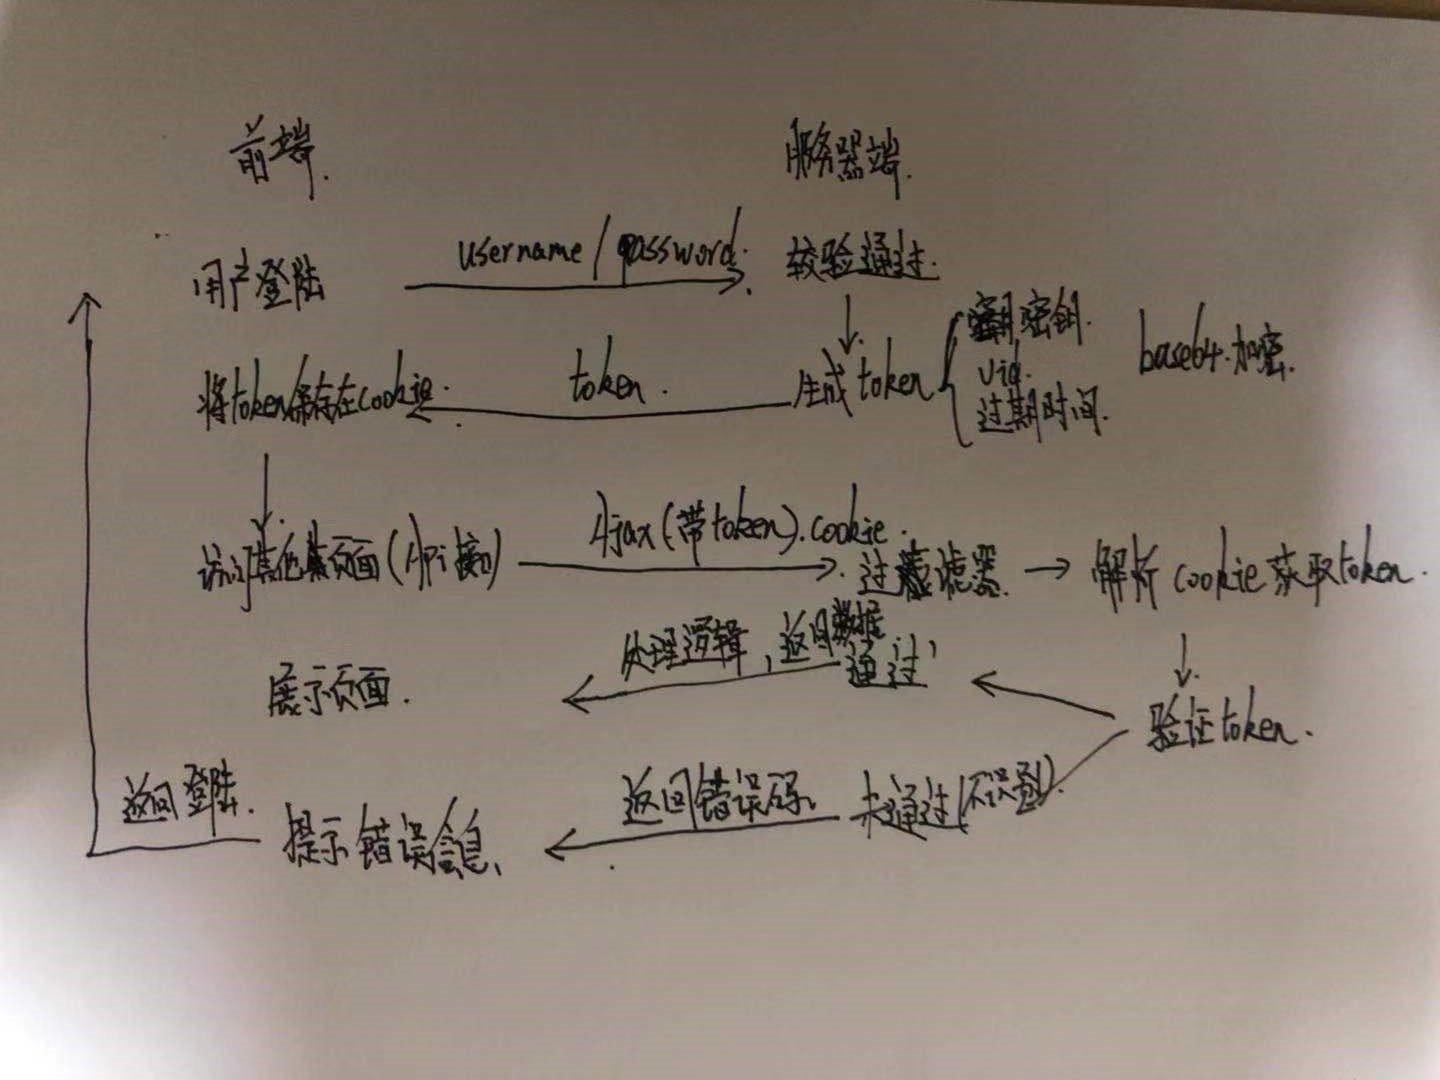 前端.
服务器端.
用户登陆
username/password.
较验通过.
将token保存在cookie.
token.
生成token
密钥.
uid.
过期时间.
base64.加密.
访问其他页面(Api接口)
Ajax(带token).cookie.
过滤器.
解析cookie获取token.
展示页面.
处理逻辑,返回数据
通过,
验证token.
返回登陆.
提示错误信息.
返回错误码.
未通过